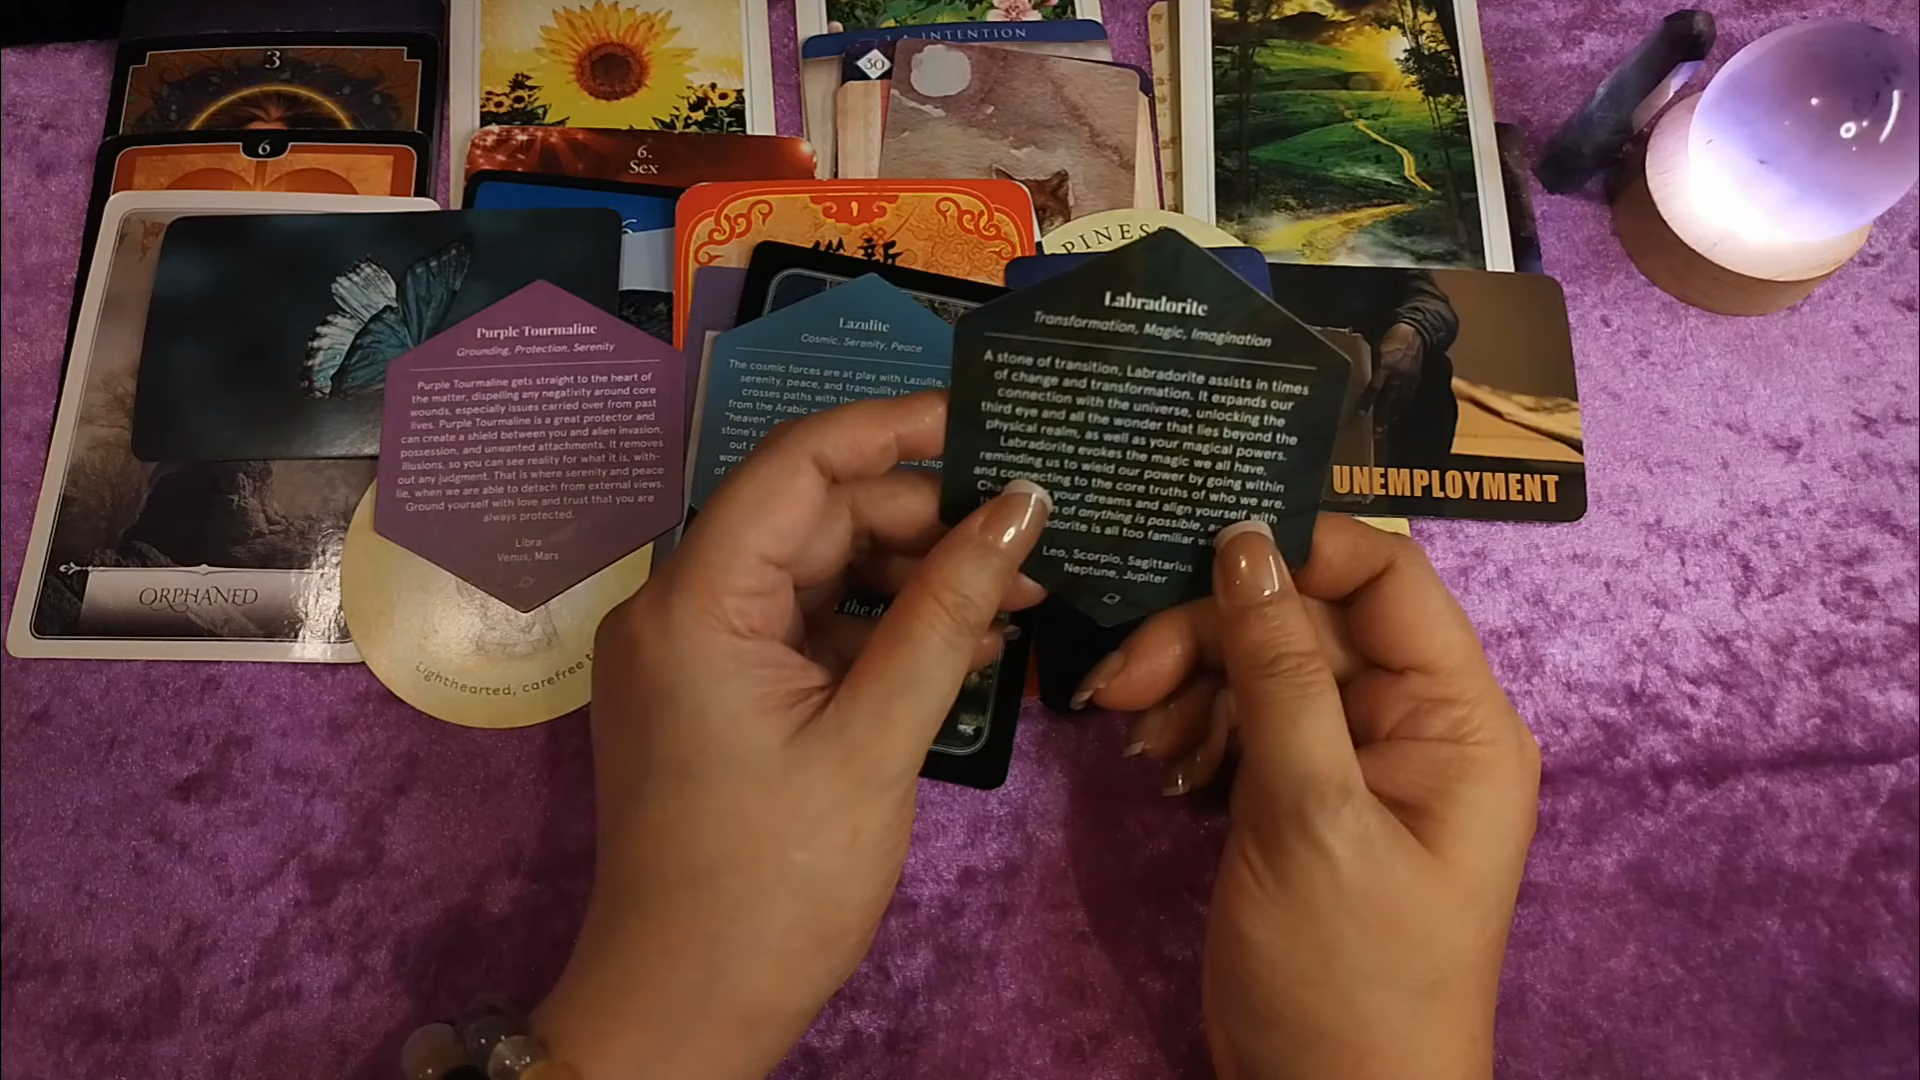 3
6
6.
Sex
INTENTION
30
PINES
Purple Tourmaline
Grounding, Protection, Serenity
Purple Tourmaline gets straight to the heart of
the matter, dispelling any negativity around core
wounds, especially issues carried over from past
lives. Purple Tourmaline is a great protector and
can create a shield between you and alien invasion,
possession, and unwanted attachments. It removes
illusions, so you can see reality for what it is, with-
out any judgment. That is where serenity and peace
lie, when we are able to detach from external views.
Ground yourself with love and trust that you are
always protected.
Libra
Venus, Mars
Lazulite
Cosmic, Serenity, Peace
The cosmic forces are at play with Lazulite,
serenity, peace, and tranquility
crosses paths with the
from the Arabic
"heaven"
stone's
out
of
Labradorite
Transformation, Magic, Imagination
A stone of transition, Labradorite assists in times
of change and transformation. It expands our
connection with the universe, unlocking the
third eye and all the wonder that lies beyond the
physical realm, as well as your magical powers.
Labradorite evokes the magic we all have,
reminding us to wield our power by going within
and connecting to the core truths of who we are.
your dreams and align yourself with
of anything is possible,
is all too familiar
Leo, Scorpio, Sagittarius
Neptune, Jupiter
UNEMPLOYMENT
ORPHANED
the
Lighthearted, carefree